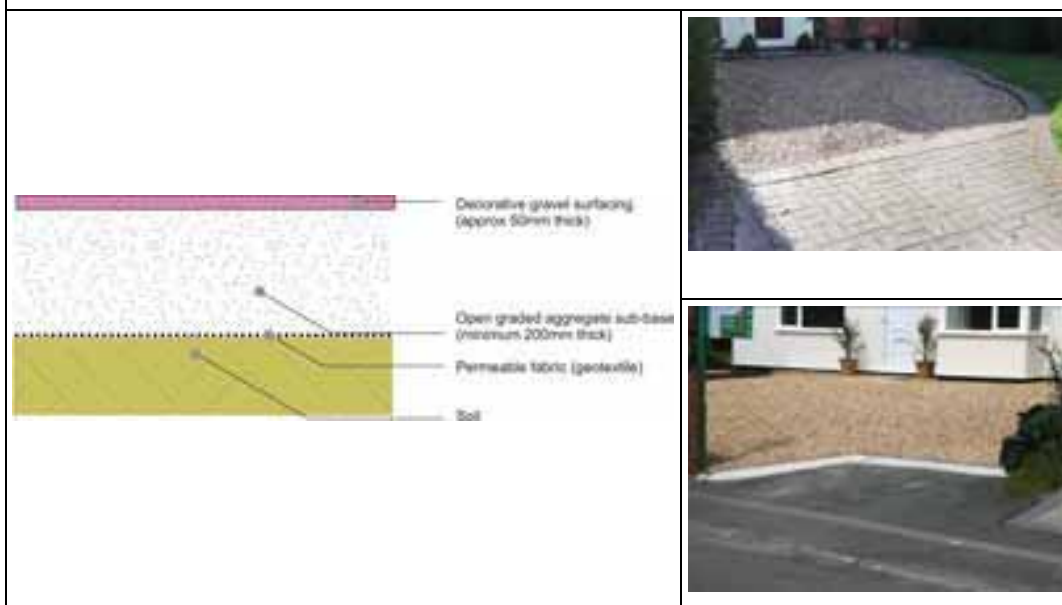 Decorative gravel surfacing
(approx 50mm thick)
Open graded aggregate sub-base
(minimum 200mm thick)
Permeable fabric (geotextile)
Soil